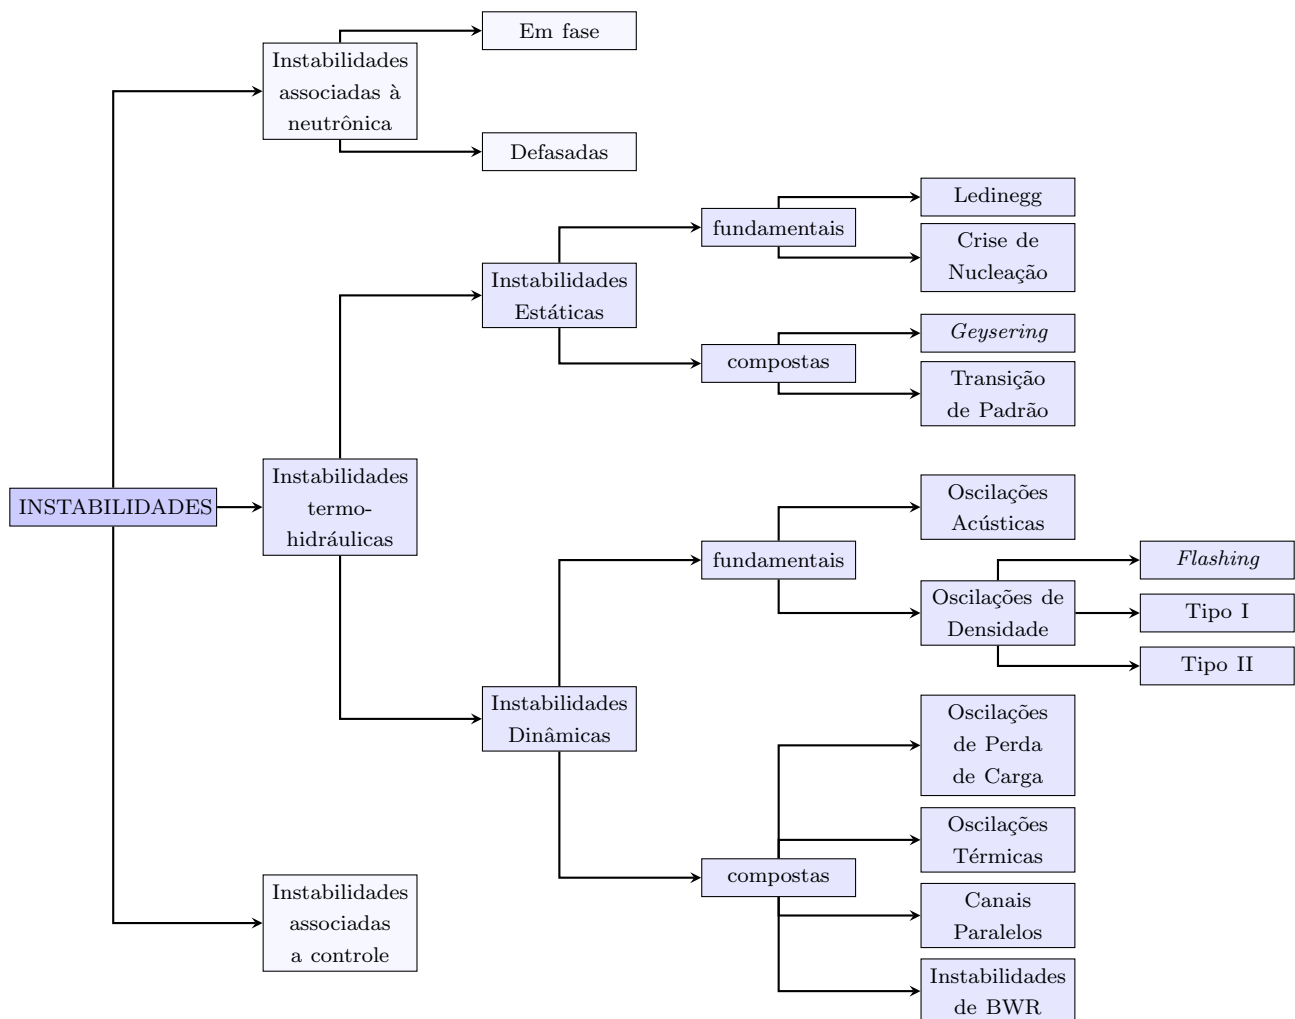 Em fase
Instabilidades
associadas à
neutrônica
Defasadas
Ledinegg
fundamentais
Crise de
Nucleação
Instabilidades
Estáticas
Geysering
compostas
Transição
de Padrão
INSTABILIDADES
Instabilidades
termo-
hidráulicas
Oscilações
Acústicas
fundamentais
Flashing
Oscilações de
Densidade
Tipo I
Tipo II
Instabilidades
Dinâmicas
Oscilações
de Perda
de Carga
Oscilações
Térmicas
compostas
Canais
Paralelos
Instabilidades
de BWR
Instabilidades
associadas
a controle